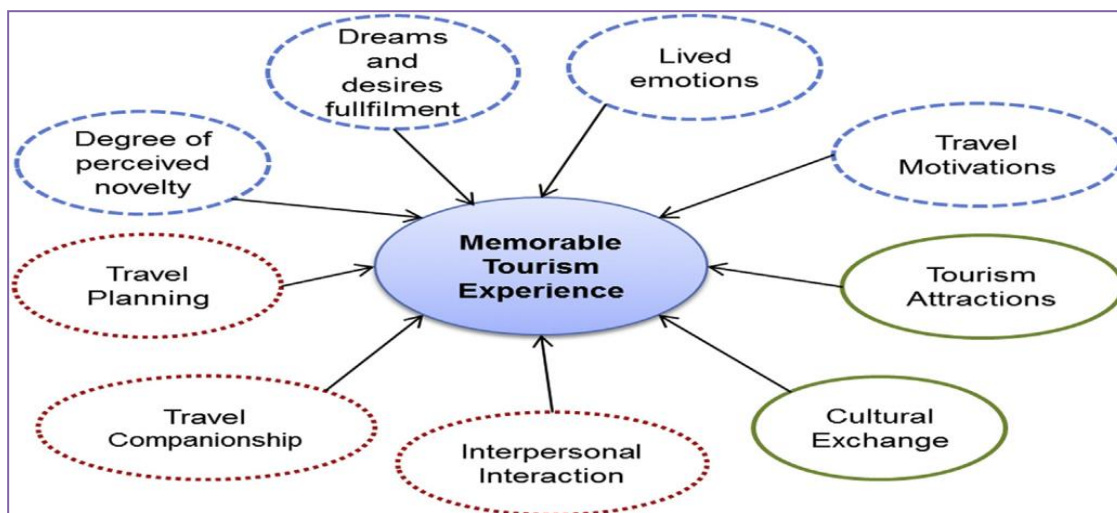 Dreams
and
desires
fullfilment
Lived
emotions
Degree of
perceived
novelty
Travel
Motivations
Memorable
Tourism
Experience
Travel
Planning
Tourism
Attractions
Travel
Companionship
Interpersonal
Interaction
Cultural
Exchange